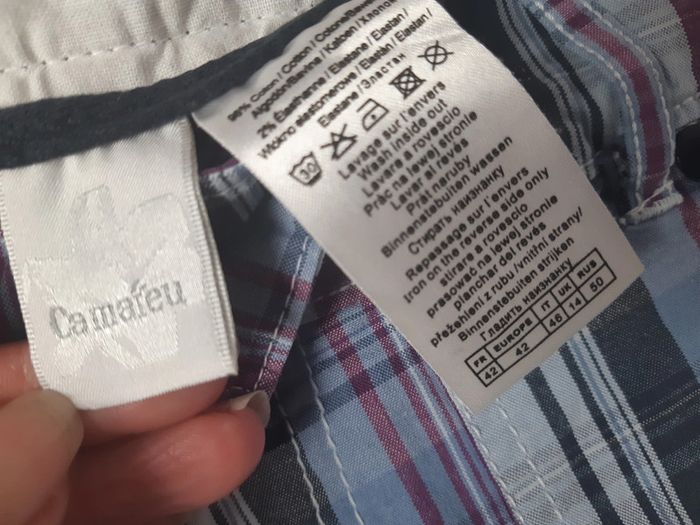 Camaïeu
98% Coton / Cotton / Cotone / Bawełna
Algodón / Bavlna / Katoen / Хлопок
2% Élasthanne / Elastane / Elastan /
Włókno elastomerowe / Elastán / Elastan /
Elastane / Эластан
30
Lavage sur l'envers
Wash inside out
Lavare a rovescio
Prać na lewej stronie
Lavar al revés
Prát naruby
Binnenstebuiten wassen
Стирать наизнанку
Repassage sur l'envers
Iron on the reverse side only
stirare a rovescio
prasować na lewej stronie
planchar del revés
přežehlení z rubu / vnitřní strany /
Binnenstebuiten strijken
Гладить наизнанку
FR EUROPE IT UK RUS
42 42 46 14 50